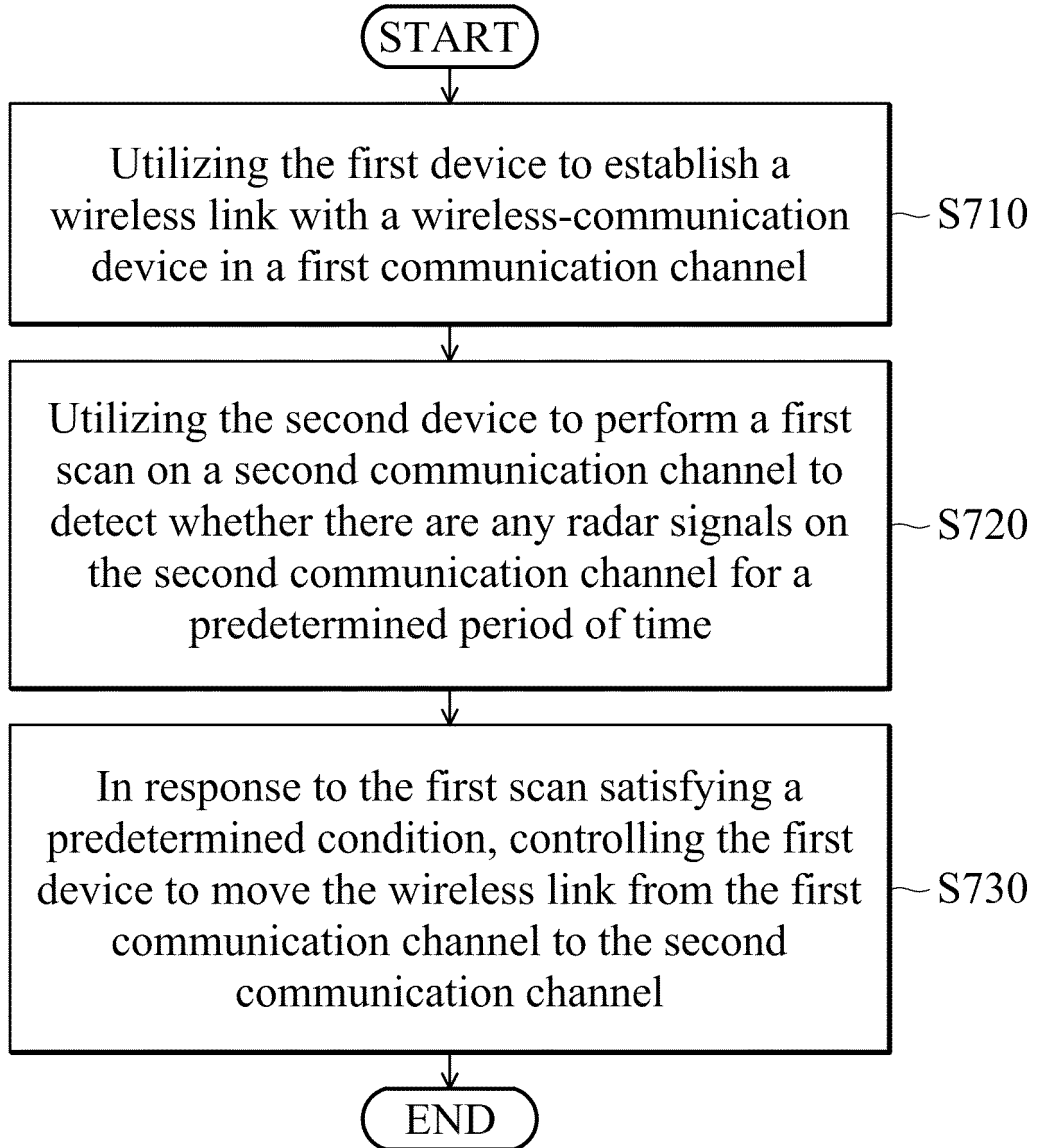 START
Utilizing the first device to establish a
wireless link with a wireless-communication
device in a first communication channel
S710
Utilizing the second device to perform a first
scan on a second communication channel to
detect whether there are any radar signals on
the second communication channel for a
predetermined period of time
S720
In response to the first scan satisfying a
predetermined condition, controlling the first
device to move the wireless link from the first
communication channel to the second
communication channel
S730
END